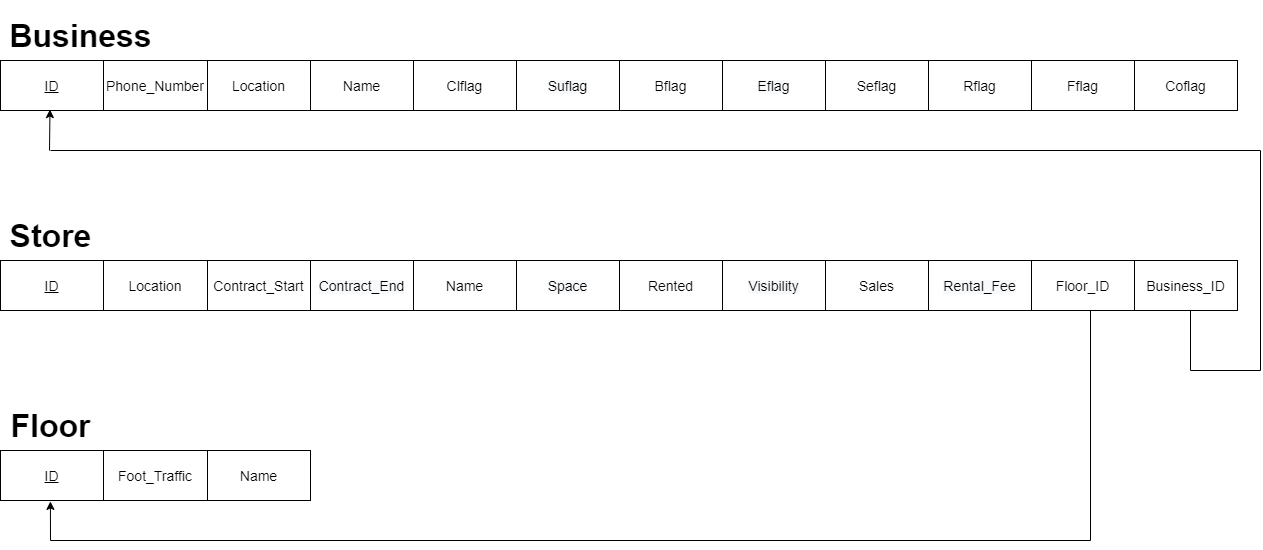 Business
ID Phone_Number Location Name Clflag Suflag Bflag Eflag Seflag Rflag Fflag Coflag
Store
ID Location Contract_Start Contract_End Name Space Rented Visibility Sales Rental_Fee Floor_ID Business_ID
Floor
ID Foot_Traffic Name